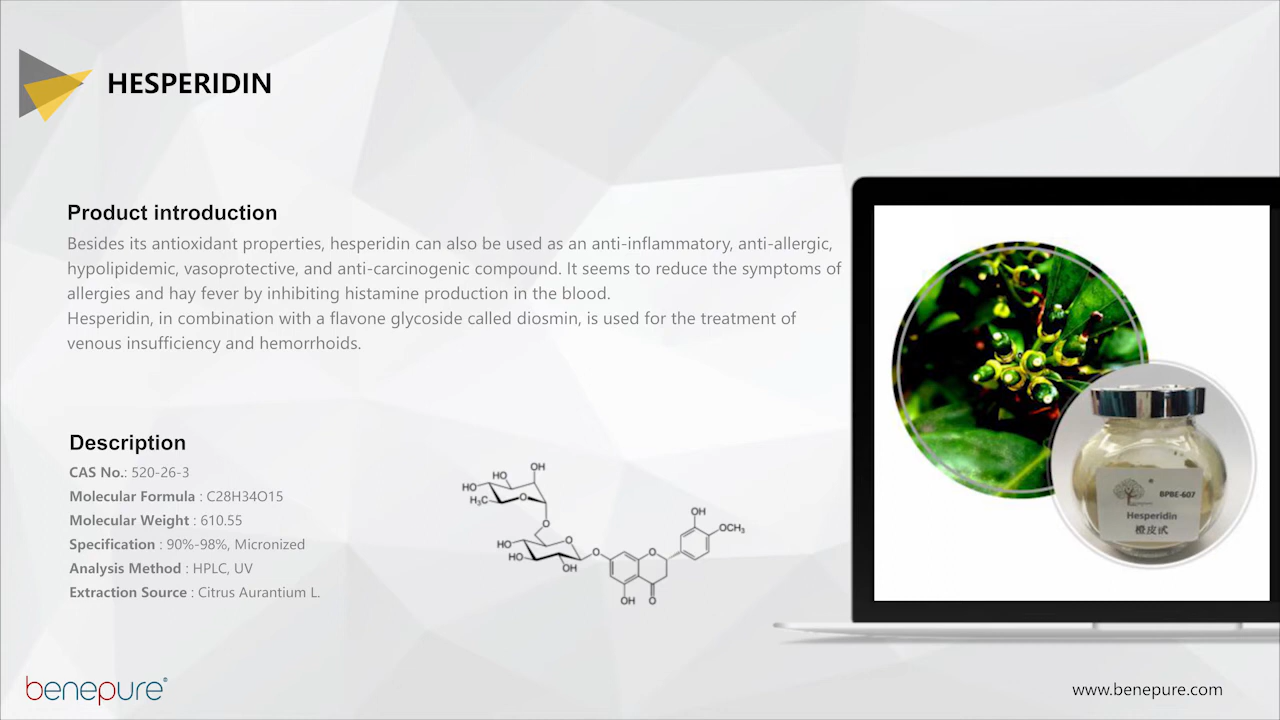 HESPERIDIN
Product introduction
Besides its antioxidant properties, hesperidin can also be used as an anti-inflammatory, anti-allergic,
hypolipidemic, vasoprotective, and anti-carcinogenic compound. It seems to reduce the symptoms of
allergies and hay fever by inhibiting histamine production in the blood.
Hesperidin, in combination with a flavone glycoside called diosmin, is used for the treatment of
venous insufficiency and hemorrhoids.
Description
CAS No.: 520-26-3
Molecular Formula : C28H34O15
Molecular Weight : 610.55
Specification : 90%-98%, Micronized
Analysis Method : HPLC, UV
Extraction Source : Citrus Aurantium L.
OH
HO
HO
H₃C
O
O
HO
HO
O
OH
O
O
OH
OCH₃
OH
O
BPBE-607
Hesperidin
橙皮甙
benepure®
www.benepure.com